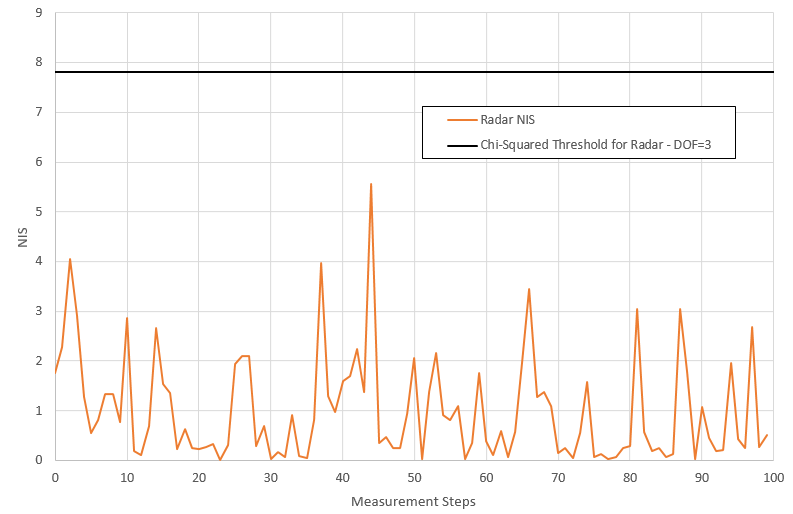 9
8
7
6
5
4
3
2
1
0
NIS
Radar NIS
Chi-Squared Threshold for Radar - DOF=3
0 10 20 30 40 50 60 70 80 90 100
Measurement Steps